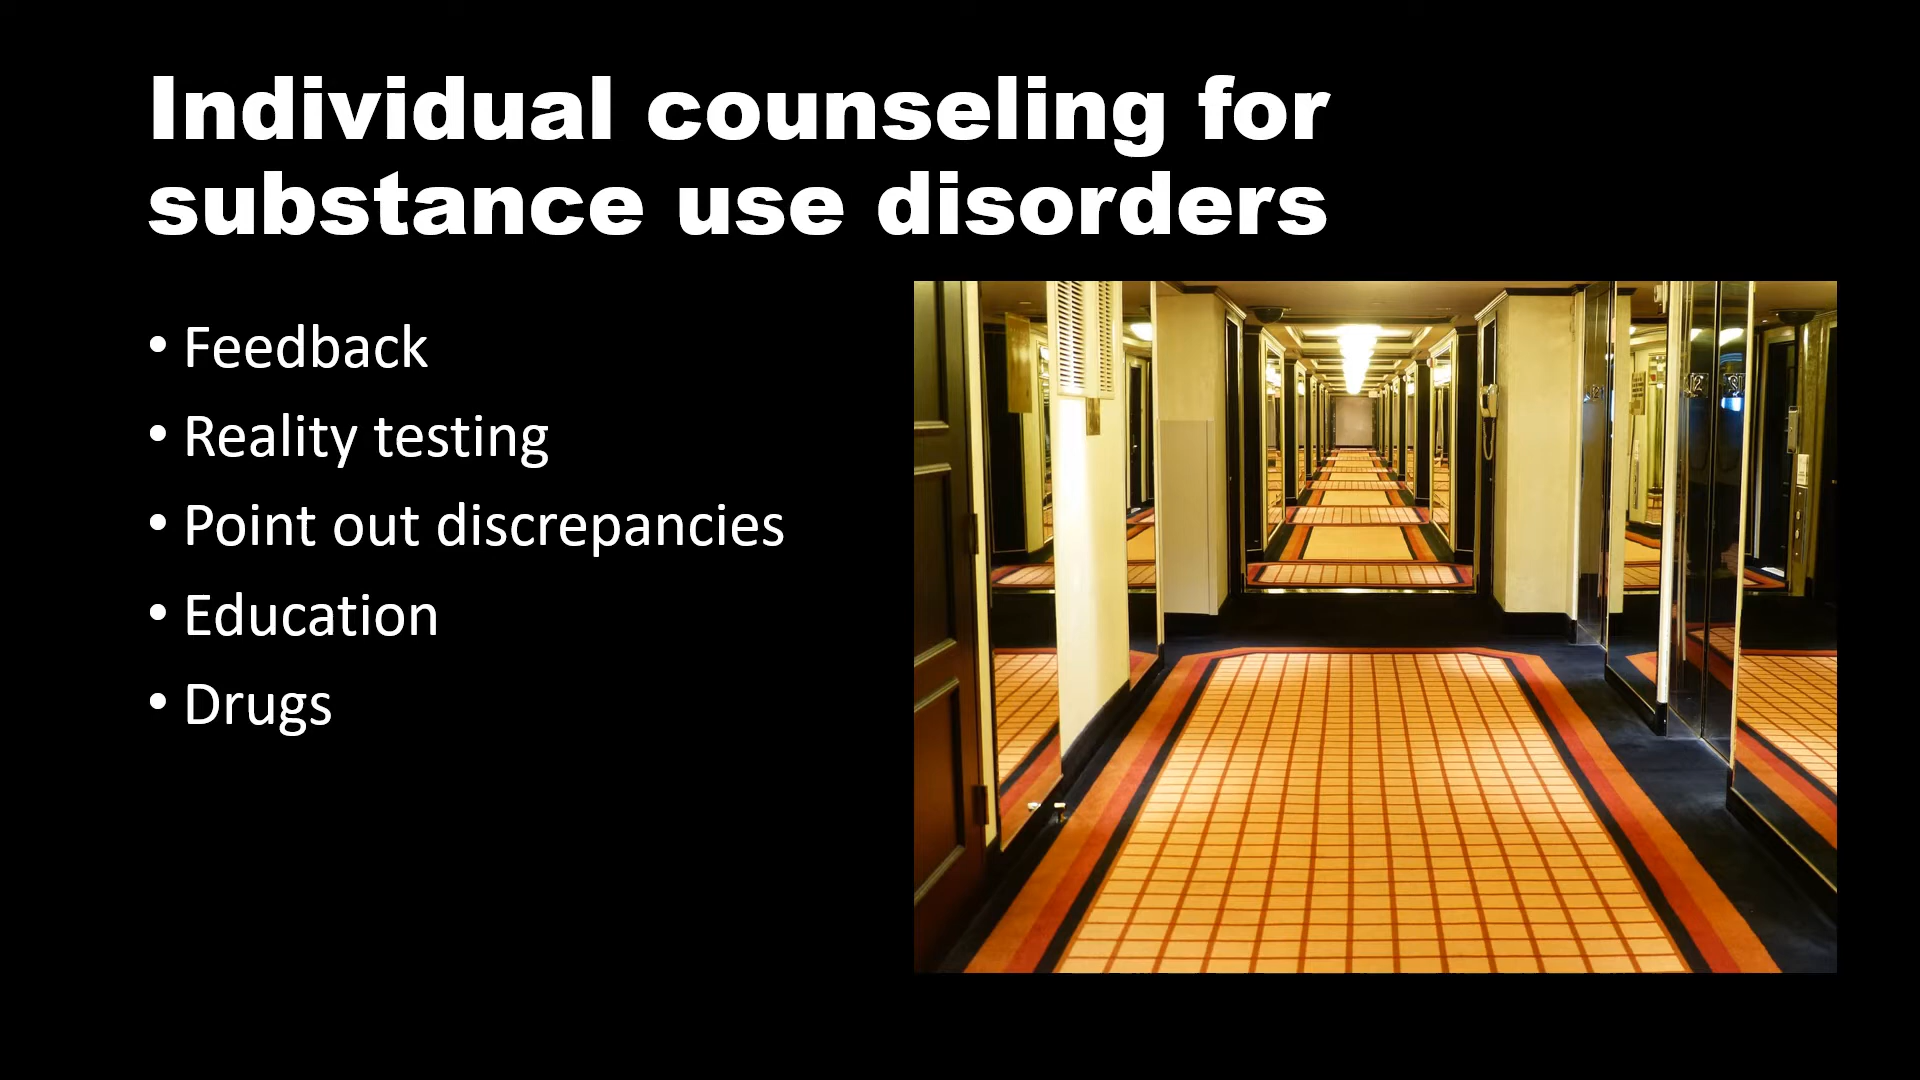 Individual counseling for
substance use disorders
• Feedback
• Reality testing
• Point out discrepancies
• Education
• Drugs